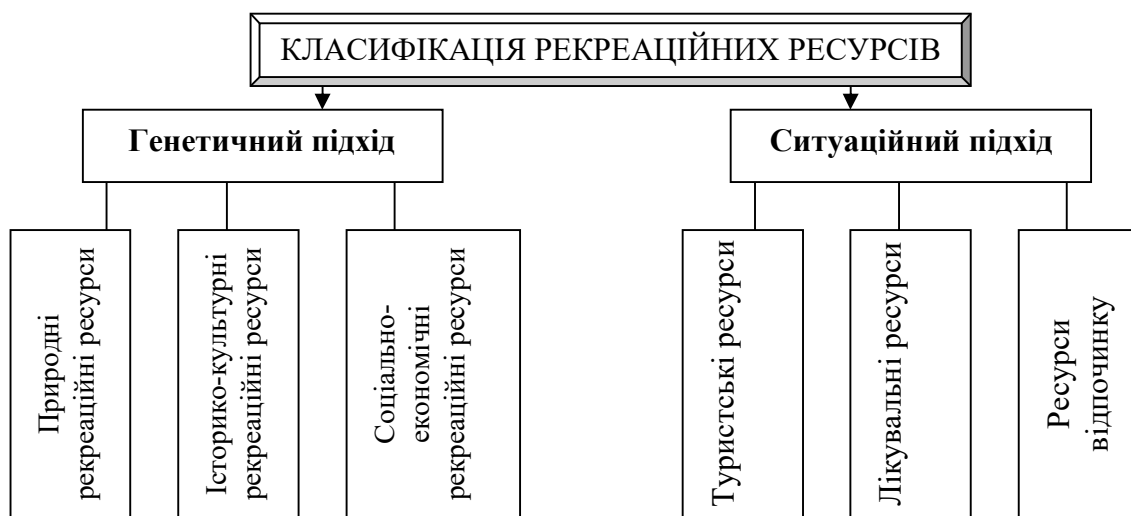 КЛАСИФІКАЦІЯ РЕКРЕАЦІЙНИХ РЕСУРСІВ
Генетичний підхід
Ситуаційний підхід
Природні
рекреаційні ресурси
Історико-культурні
рекреаційні ресурси
Соціально-
економічні
рекреаційні ресурси
Туристські ресурси
Лікувальні ресурси
Ресурси
відпочинку